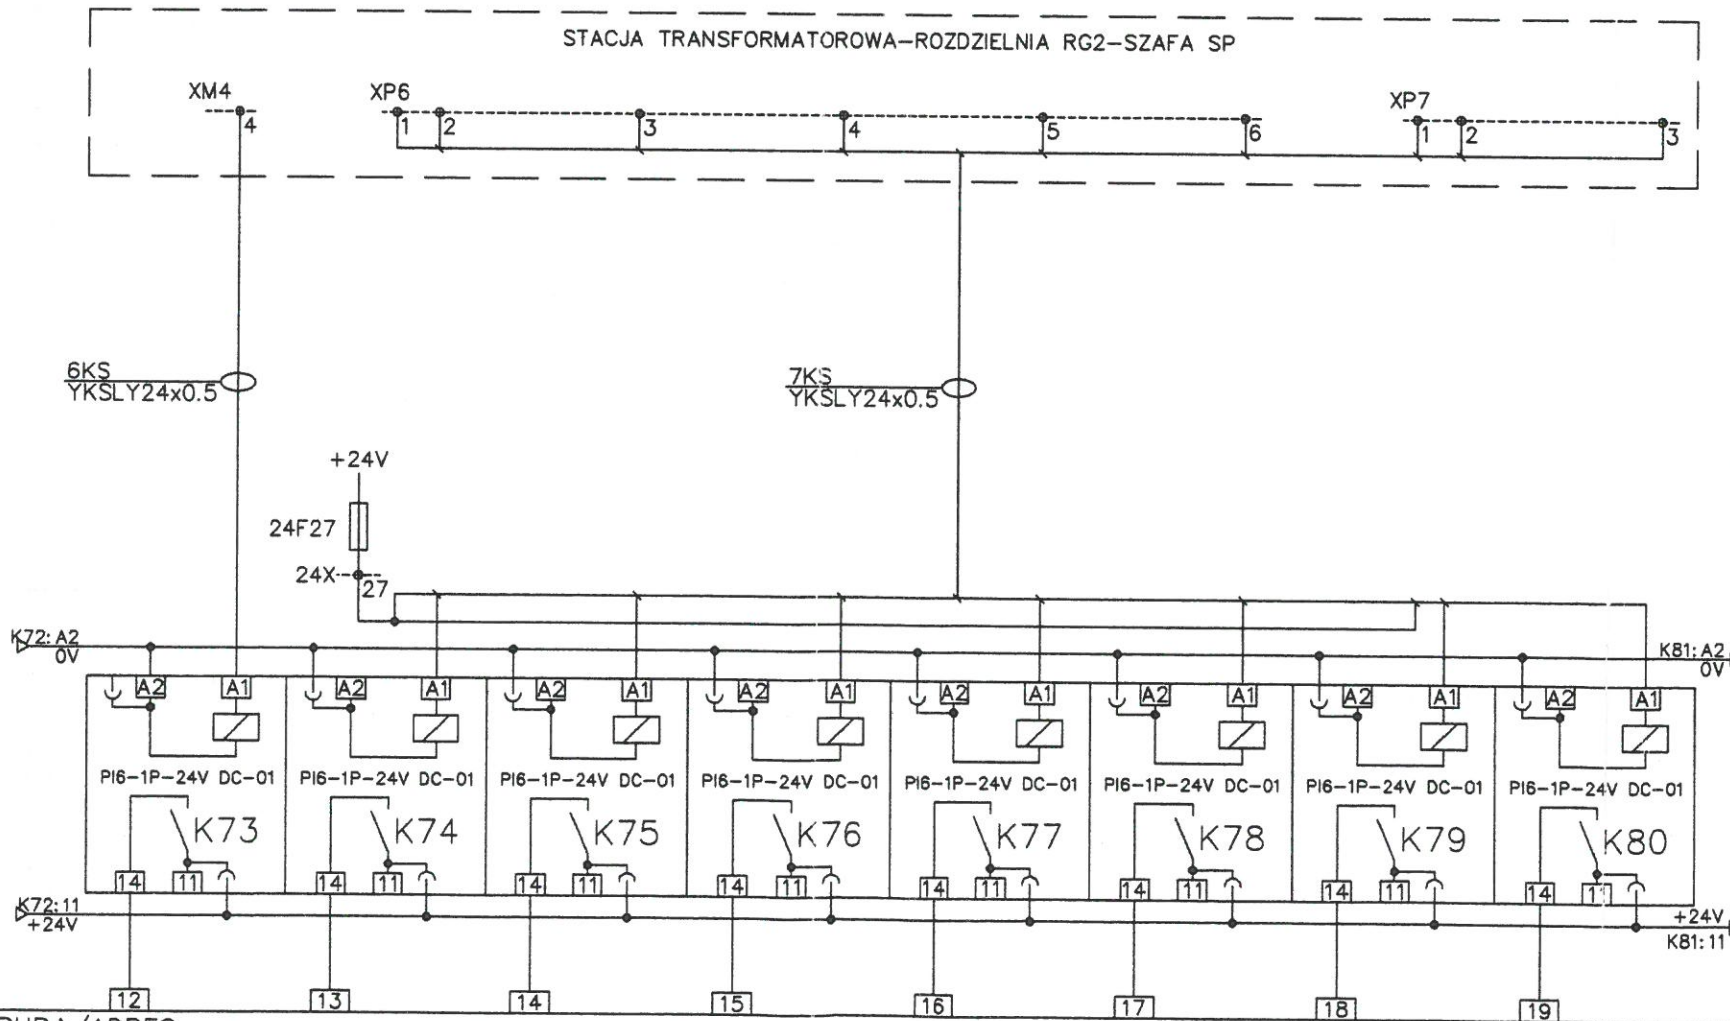 STACJA TRANSFORMATOROWA-ROZDZIELNIA RG2-SZAFA SP
XM4 XP6 XP7
4 1 2 3 4 5 6 1 2 3
6KS
YKSLY24x0.5
7KS
YKSLY24x0.5
+24V
24F27
24X
27
K72:A2
0V
K81:A2
0V
A2 A1 A2 A1 A2 A1 A2 A1 A2 A1 A2 A1 A2 A1 A2 A1
PI6-1P-24V DC-01 PI6-1P-24V DC-01 PI6-1P-24V DC-01 PI6-1P-24V DC-01 PI6-1P-24V DC-01 PI6-1P-24V DC-01 PI6-1P-24V DC-01 PI6-1P-24V DC-01
K73 K74 K75 K76 K77 K78 K79 K80
14 11 14 11 14 11 14 11 14 11 14 11 14 11 14 11
K72:11
+24V
+24V
K81:11
12 13 14 15 16 17 18 19